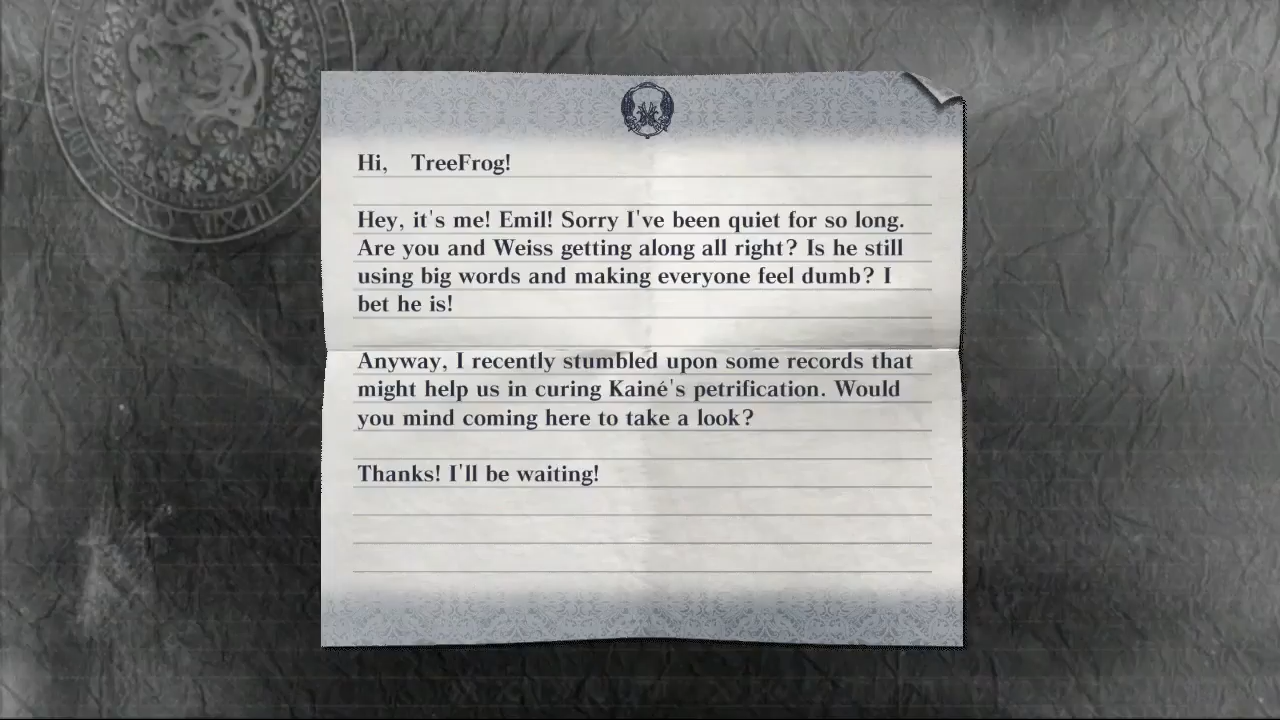 Hi, TreeFrog!
Hey, it's me! Emil! Sorry I've been quiet for so long.
Are you and Weiss getting along all right? Is he still
using big words and making everyone feel dumb? I
bet he is!
Anyway, I recently stumbled upon some records that
might help us in curing Kainé's petrification. Would
you mind coming here to take a look?
Thanks! I'll be waiting!